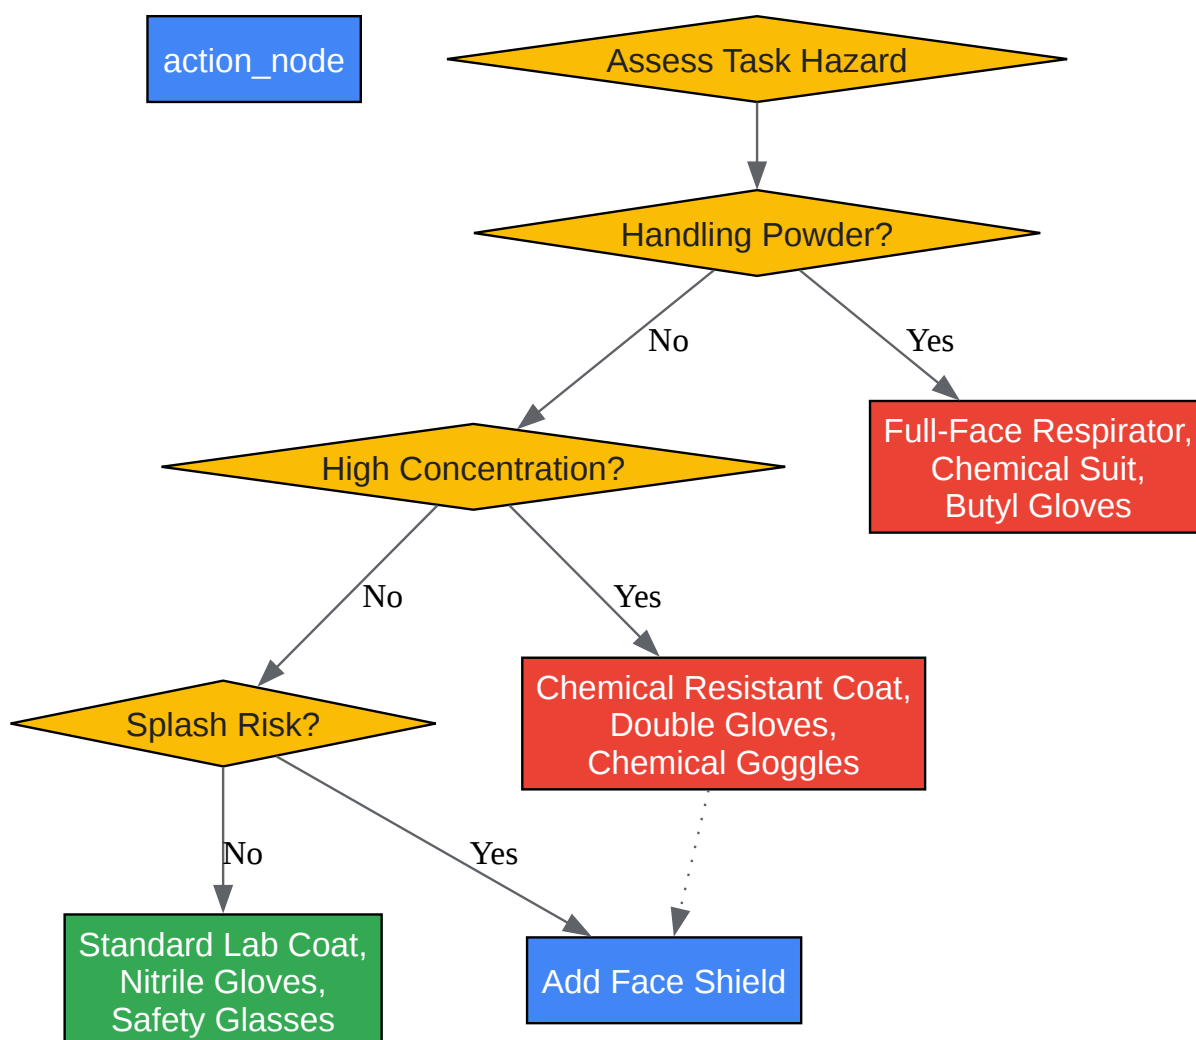 action_node
Assess Task Hazard
Handling Powder?
No
Yes
High Concentration?
Full-Face Respirator,
Chemical Suit,
Butyl Gloves
No
Yes
Splash Risk?
Chemical Resistant Coat,
Double Gloves,
Chemical Goggles
No
Yes
Standard Lab Coat,
Nitrile Gloves,
Safety Glasses
Add Face Shield